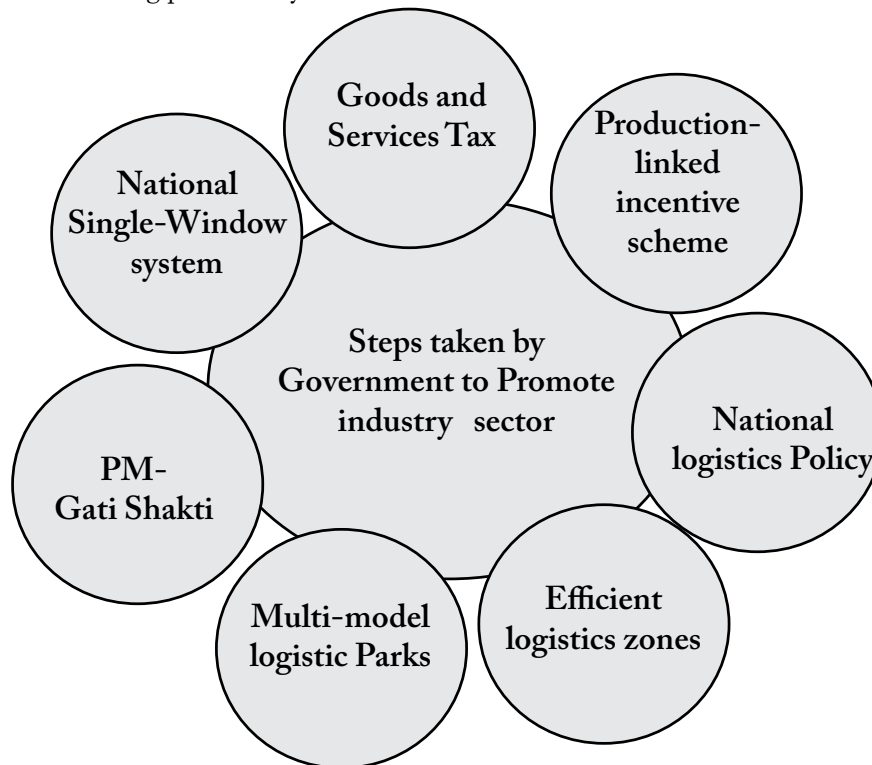 Goods and
Services Tax
Production-
linked
incentive
scheme
National
Single-Window
system
Steps taken by
Government to Promote
industry sector
National
logistics Policy
PM-
Gati Shakti
Efficient
logistics zones
Multi-model
logistic Parks